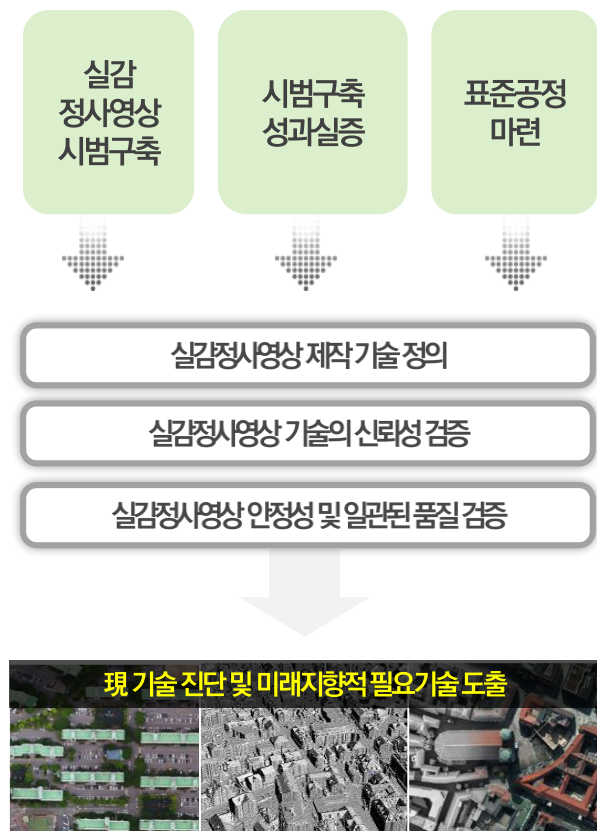 실감
정사영상
시범구축
시범구축
성과실증
표준공정
마련
실감정사영상 제작 기술 정의
실감정사영상 기술의 신뢰성 검증
실감정사영상 안정성 및 일관된 품질 검증
現 기술 진단 및 미래지향적 필요기술 도출